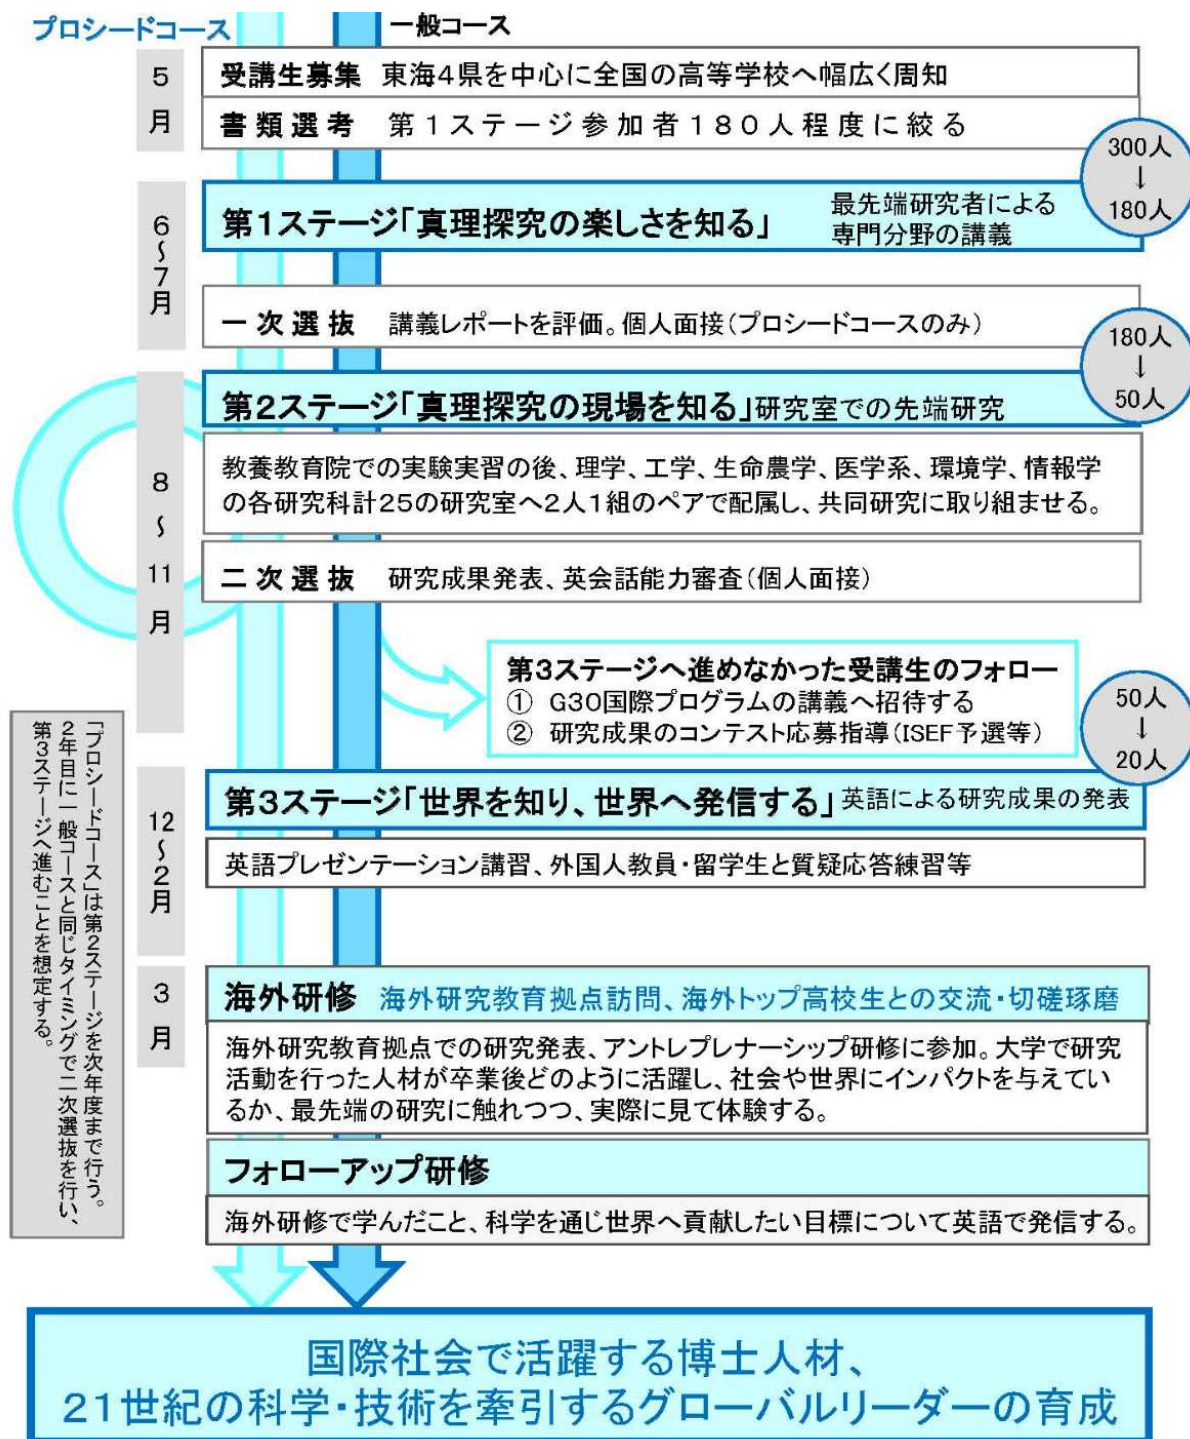 プロシードコース
一般コース
5
月
受講生募集 東海4県を中心に全国の高等学校へ幅広く周知
書類選考 第1ステージ参加者180人程度に絞る
300人
↓
180人
6
～
7
月
第1ステージ「真理探究の楽しさを知る」
最先端研究者による
専門分野の講義
一次選抜 講義レポートを評価。個人面接(プロシードコースのみ)
180人
↓
50人
8
～
11
月
第2ステージ「真理探究の現場を知る」研究室での先端研究
教養教育院での実験実習の後、理学、工学、生命農学、医学系、環境学、情報学
の各研究科計25の研究室へ2人1組のペアで配属し、共同研究に取り組ませる。
二次選抜 研究成果発表、英会話能力審査(個人面接)
第3ステージへ進めなかった受講生のフォロー
① G30国際プログラムの講義へ招待する
② 研究成果のコンテスト応募指導(ISEF予選等)
50人
↓
20人
「プロシードコース」は第2ステージを次年度まで行う。
2年目に一般コースと同じタイミングで二次選抜を行い、
第3ステージへ進むことを想定する。
12
～
2
月
第3ステージ「世界を知り、世界へ発信する」英語による研究成果の発表
英語プレゼンテーション講習、外国人教員・留学生と質疑応答練習等
3
月
海外研修 海外研究教育拠点訪問、海外トップ高校生との交流・切磋琢磨
海外研究教育拠点での研究発表、アントレプレナーシップ研修に参加。大学で研究
活動を行った人材が卒業後どのように活躍し、社会や世界にインパクトを与えてい
るか、最先端の研究に触れつつ、実際に見て体験する。
フォローアップ研修
海外研修で学んだこと、科学を通じ世界へ貢献したい目標について英語で発信する。
国際社会で活躍する博士人材、
21世紀の科学・技術を牽引するグローバルリーダーの育成